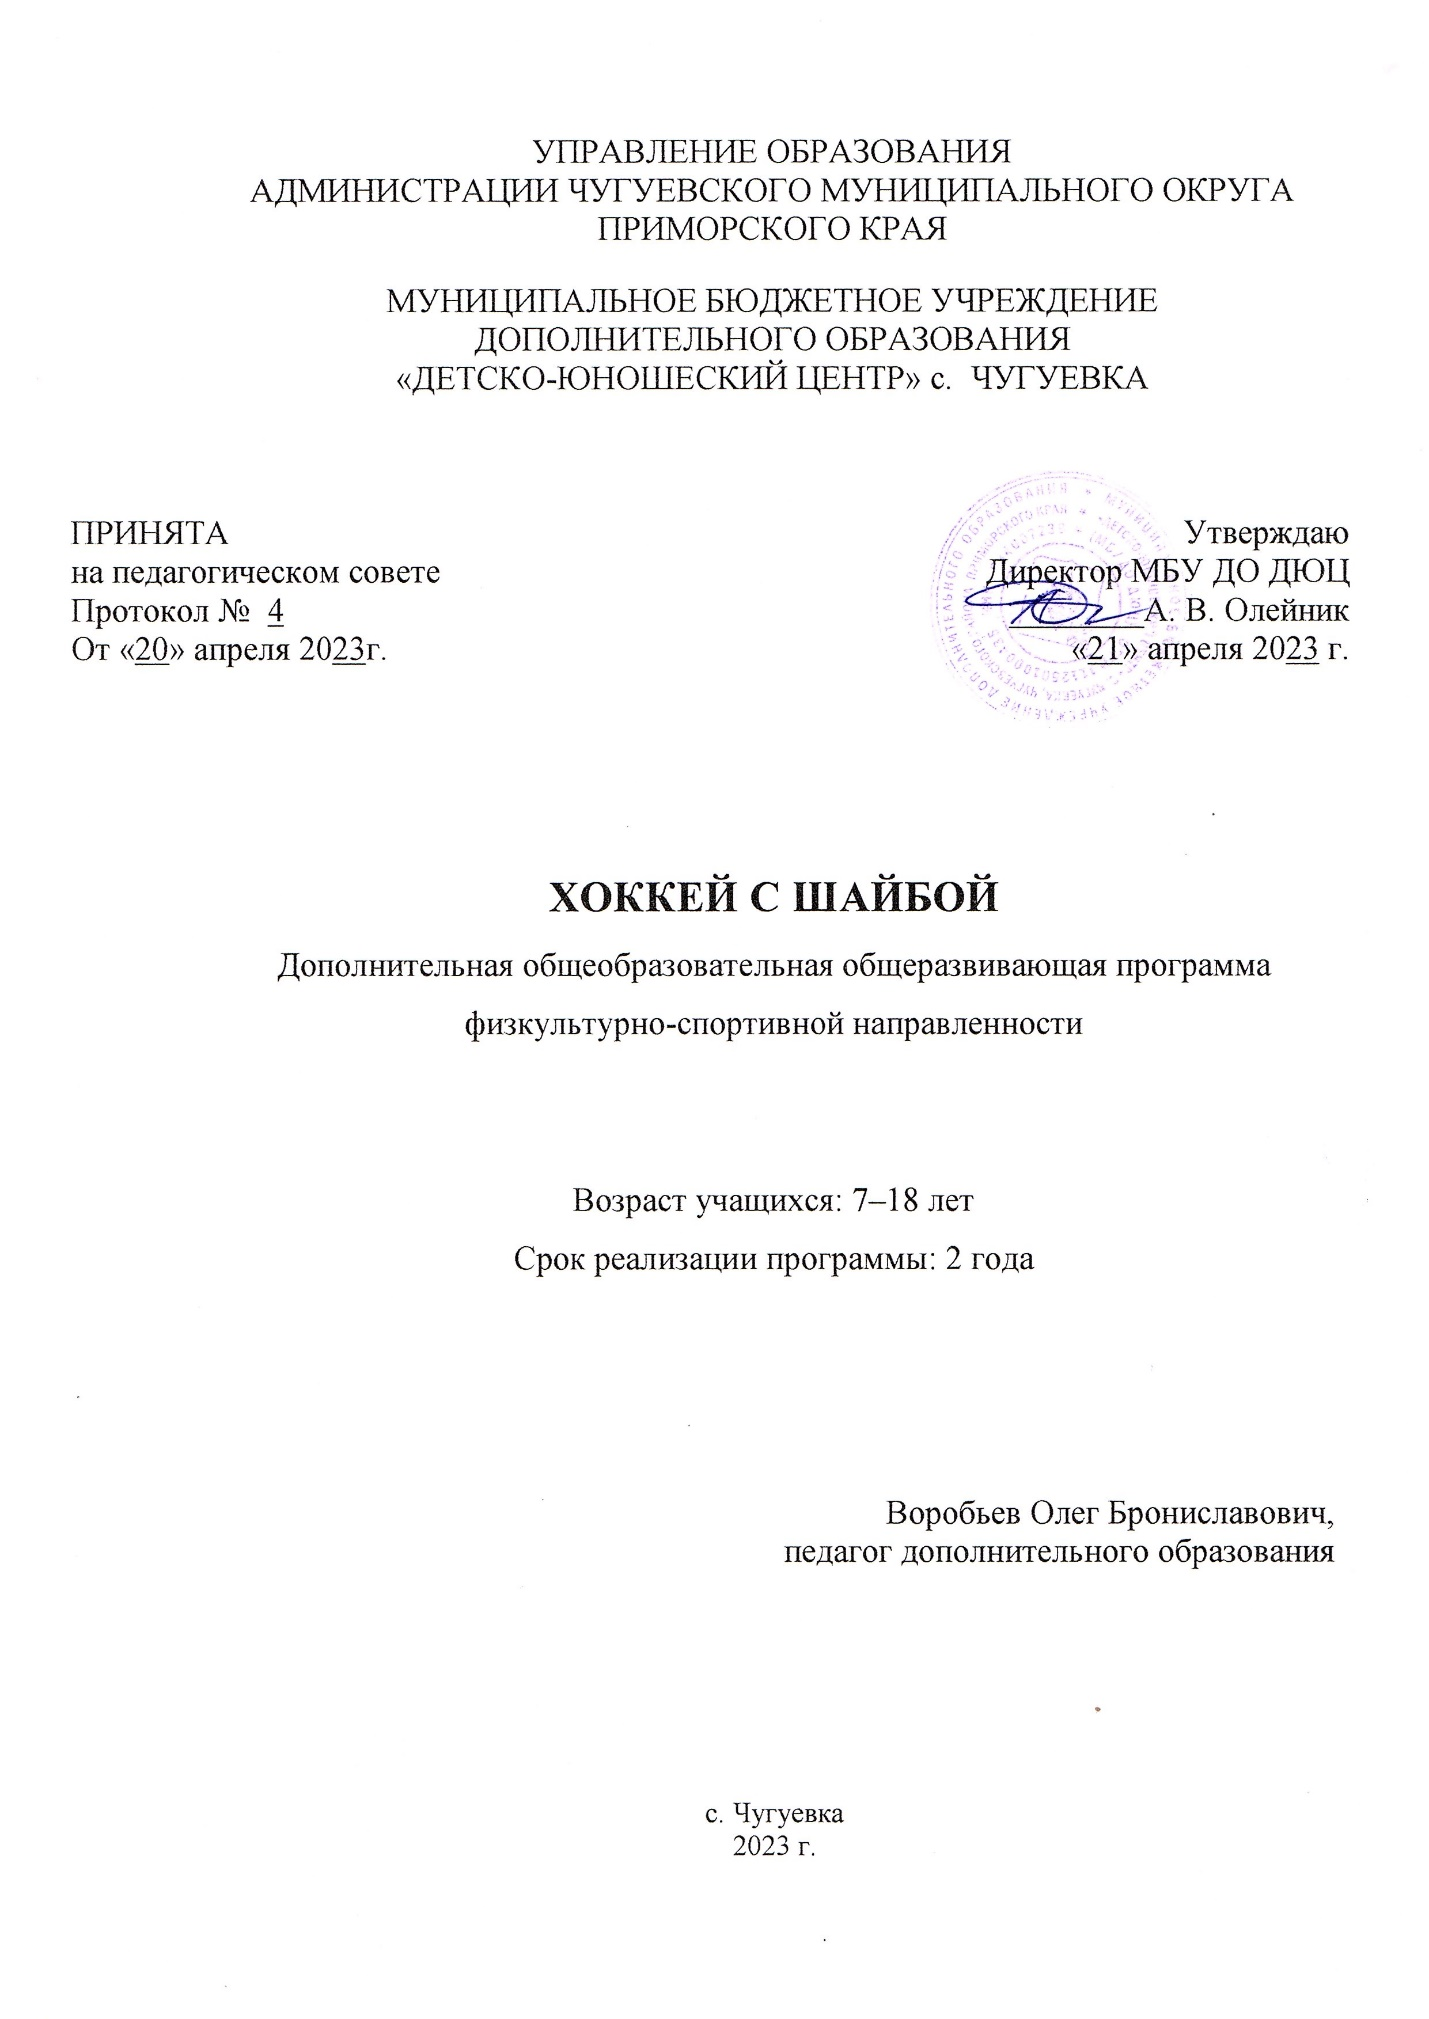 УПРАВЛЕНИЕ ОБРАЗОВАНИЯ
АДМИНИСТРАЦИИ ЧУГУЕВСКОГО МУНИЦИПАЛЬНОГО ОКРУГА
ПРИМОРСКОГО КРАЯ
МУНИЦИПАЛЬНОЕ БЮДЖЕТНОЕ УЧРЕЖДЕНИЕ
ДОПОЛНИТЕЛЬНОГО ОБРАЗОВАНИЯ
«ДЕТСКО-ЮНОШЕСКИЙ ЦЕНТР» с. ЧУГУЕВКА
ПРИНЯТА
на педагогическом совете
Протокол № 4
От «20» апреля 2023г.
Утверждаю
Директор МБУ ДО ДЮЦ
А. В. Олейник
«21» апреля 2023 г.
ХОККЕЙ С ШАЙБОЙ
Дополнительная общеобразовательная общеразвивающая программа
физкультурно-спортивной направленности
Возраст учащихся: 7–18 лет
Срок реализации программы: 2 года
Воробьев Олег Брониславович,
педагог дополнительного образования
с. Чугуевка
2023 г.